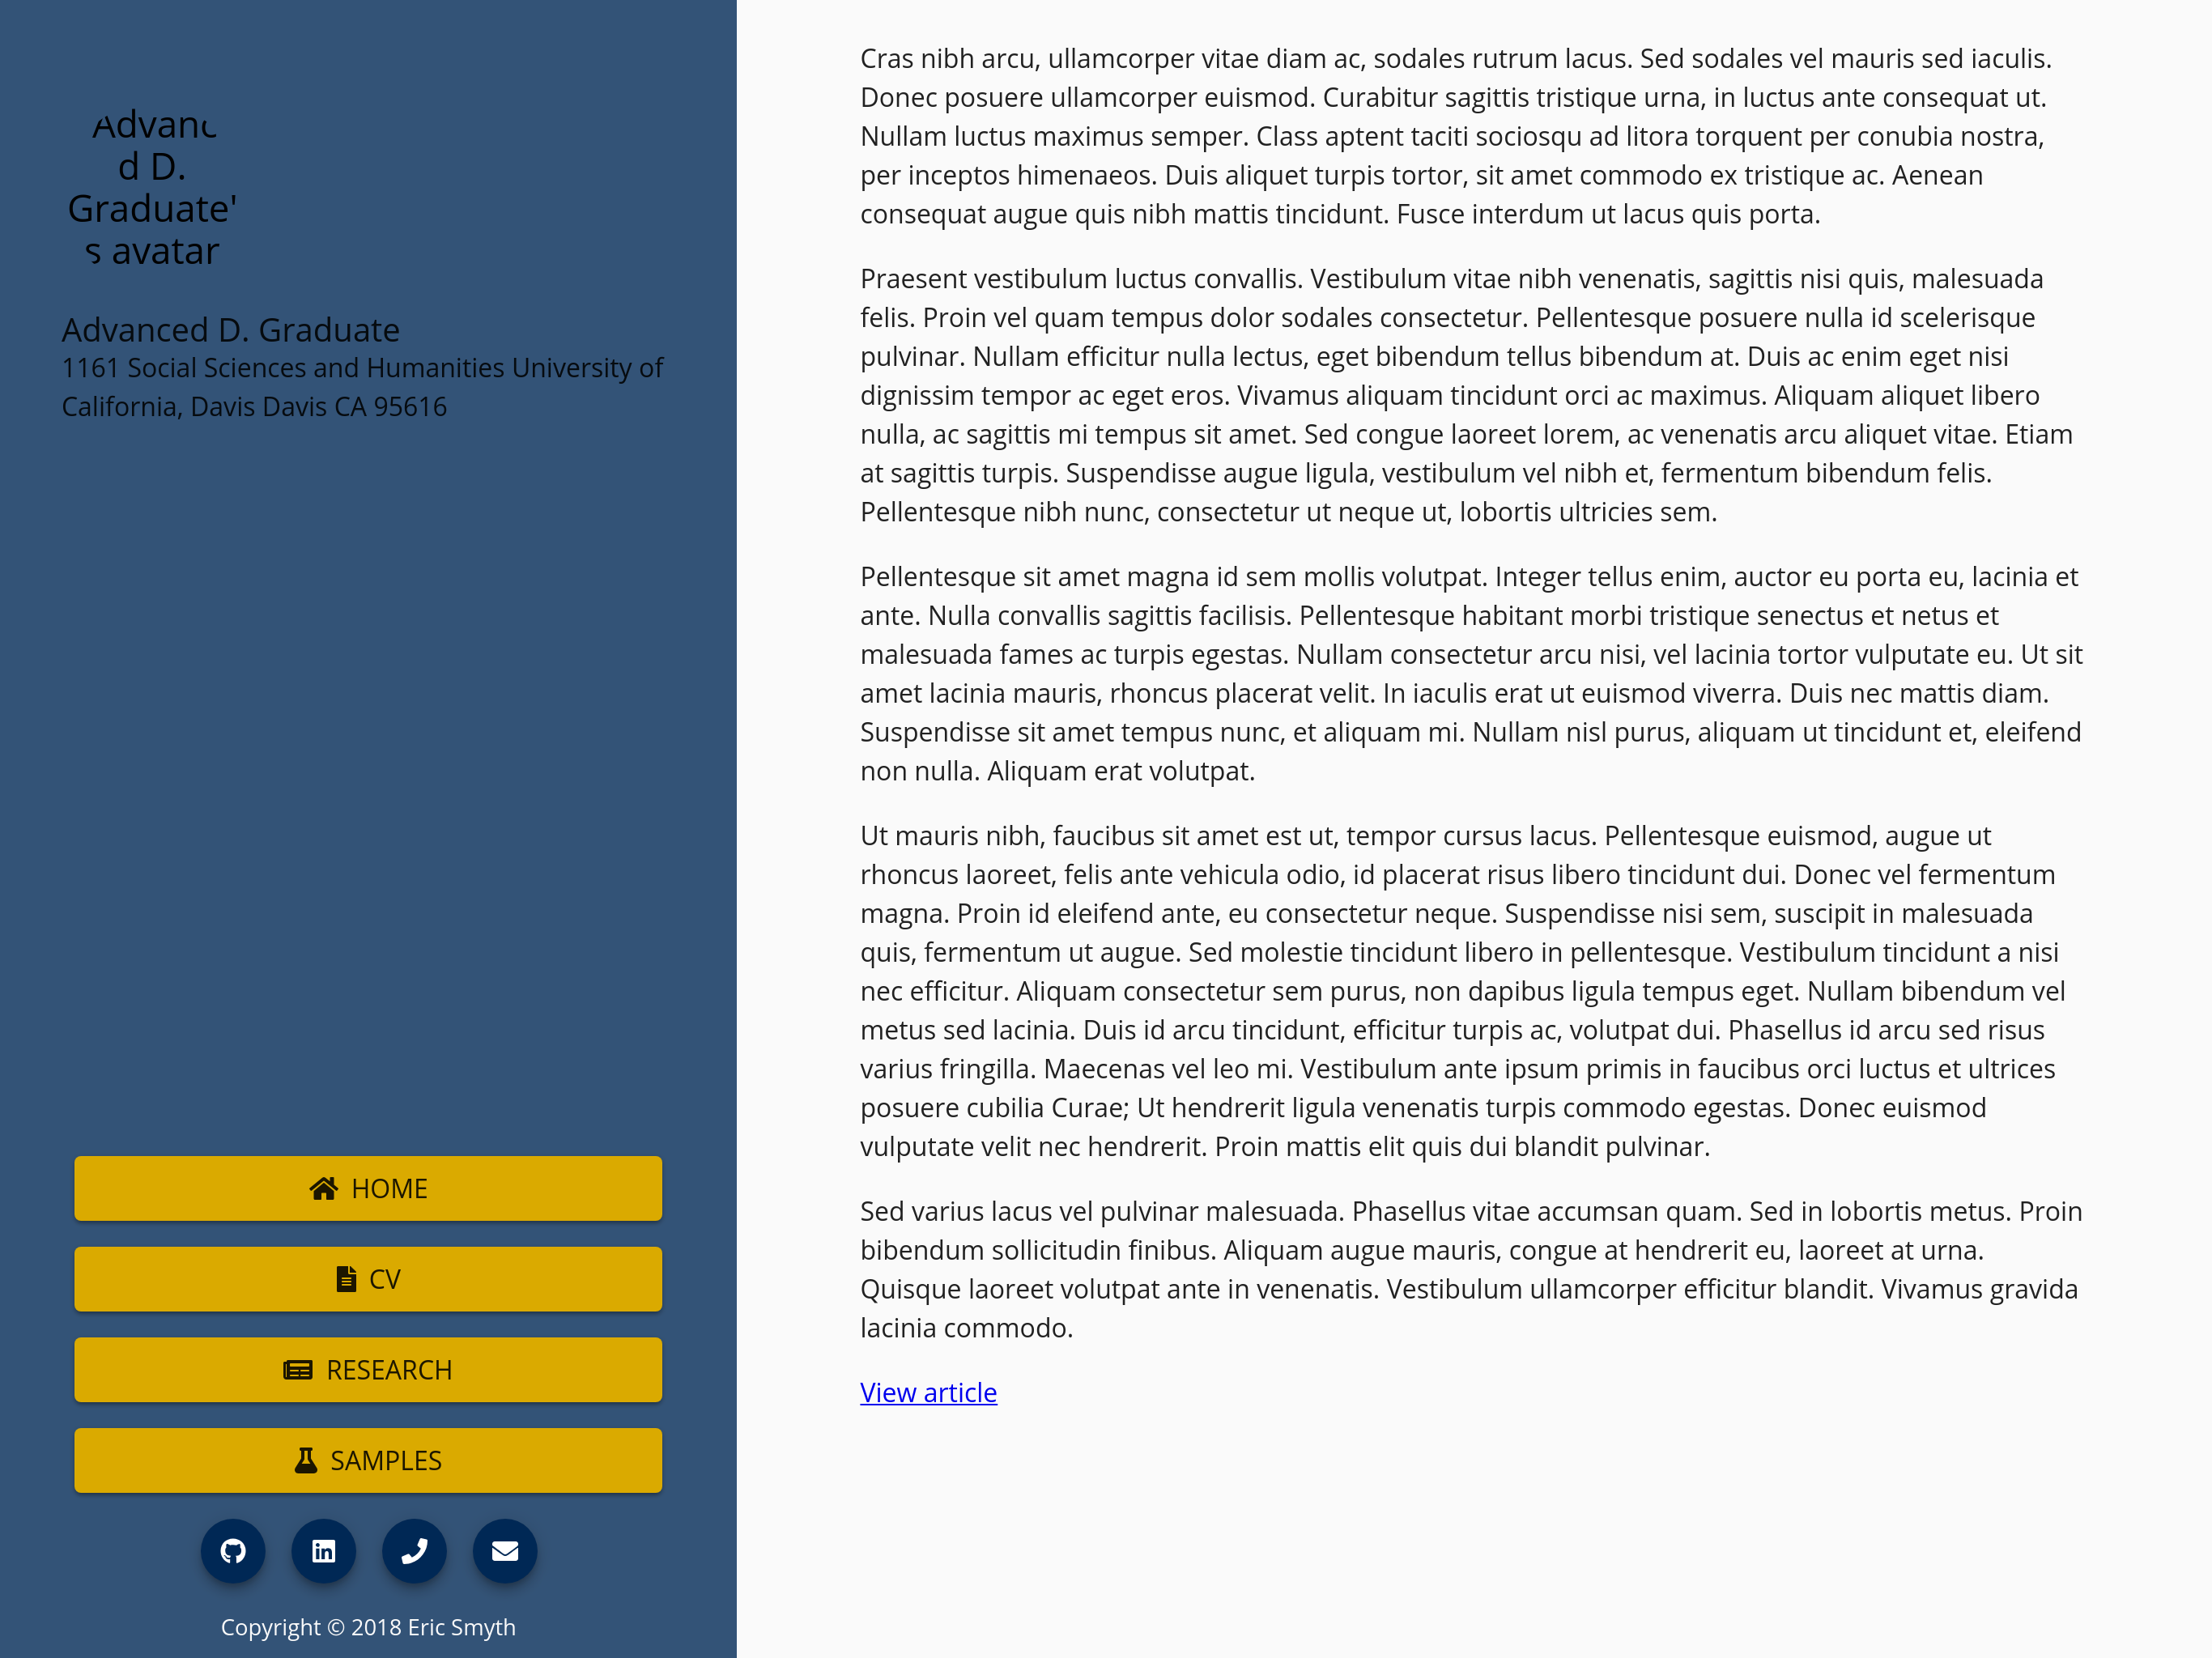 Advanc
d D.
Graduate'
s avatar
Advanced D. Graduate
1161 Social Sciences and Humanities University of
California, Davis Davis CA 95616
HOME
CV
RESEARCH
SAMPLES
Copyright © 2018 Eric Smyth
Cras nibh arcu, ullamcorper vitae diam ac, sodales rutrum lacus. Sed sodales vel mauris sed iaculis.
Donec posuere ullamcorper euismod. Curabitur sagittis tristique urna, in luctus ante consequat ut.
Nullam luctus maximus semper. Class aptent taciti sociosqu ad litora torquent per conubia nostra,
per inceptos himenaeos. Duis aliquet turpis tortor, sit amet commodo ex tristique ac. Aenean
consequat augue quis nibh mattis tincidunt. Fusce interdum ut lacus quis porta.
Praesent vestibulum luctus convallis. Vestibulum vitae nibh venenatis, sagittis nisi quis, malesuada
felis. Proin vel quam tempus dolor sodales consectetur. Pellentesque posuere nulla id scelerisque
pulvinar. Nullam efficitur nulla lectus, eget bibendum tellus bibendum at. Duis ac enim eget nisi
dignissim tempor ac eget eros. Vivamus aliquam tincidunt orci ac maximus. Aliquam aliquet libero
nulla, ac sagittis mi tempus sit amet. Sed congue laoreet lorem, ac venenatis arcu aliquet vitae. Etiam
at sagittis turpis. Suspendisse augue ligula, vestibulum vel nibh et, fermentum bibendum felis.
Pellentesque nibh nunc, consectetur ut neque ut, lobortis ultricies sem.
Pellentesque sit amet magna id sem mollis volutpat. Integer tellus enim, auctor eu porta eu, lacinia et
ante. Nulla convallis sagittis facilisis. Pellentesque habitant morbi tristique senectus et netus et
malesuada fames ac turpis egestas. Nullam consectetur arcu nisi, vel lacinia tortor vulputate eu. Ut sit
amet lacinia mauris, rhoncus placerat velit. In iaculis erat ut euismod viverra. Duis nec mattis diam.
Suspendisse sit amet tempus nunc, et aliquam mi. Nullam nisl purus, aliquam ut tincidunt et, eleifend
non nulla. Aliquam erat volutpat.
Ut mauris nibh, faucibus sit amet est ut, tempor cursus lacus. Pellentesque euismod, augue ut
rhoncus laoreet, felis ante vehicula odio, id placerat risus libero tincidunt dui. Donec vel fermentum
magna. Proin id eleifend ante, eu consectetur neque. Suspendisse nisi sem, suscipit in malesuada
quis, fermentum ut augue. Sed molestie tincidunt libero in pellentesque. Vestibulum tincidunt a nisi
nec efficitur. Aliquam consectetur sem purus, non dapibus ligula tempus eget. Nullam bibendum vel
metus sed lacinia. Duis id arcu tincidunt, efficitur turpis ac, volutpat dui. Phasellus id arcu sed risus
varius fringilla. Maecenas vel leo mi. Vestibulum ante ipsum primis in faucibus orci luctus et ultrices
posuere cubilia Curae; Ut hendrerit ligula venenatis turpis commodo egestas. Donec euismod
vulputate velit nec hendrerit. Proin mattis elit quis dui blandit pulvinar.
Sed varius lacus vel pulvinar malesuada. Phasellus vitae accumsan quam. Sed in lobortis metus. Proin
bibendum sollicitudin finibus. Aliquam augue mauris, congue at hendrerit eu, laoreet at urna.
Quisque laoreet volutpat ante in venenatis. Vestibulum ullamcorper efficitur blandit. Vivamus gravida
lacinia commodo.
View article